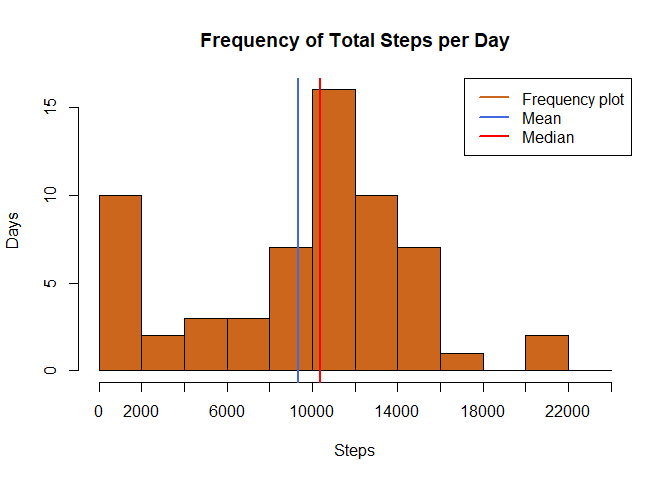 Frequency of Total Steps per Day
Frequency plot
Mean
Median
Days
15
10
5
0
0 2000 6000 10000 14000 18000 22000
Steps